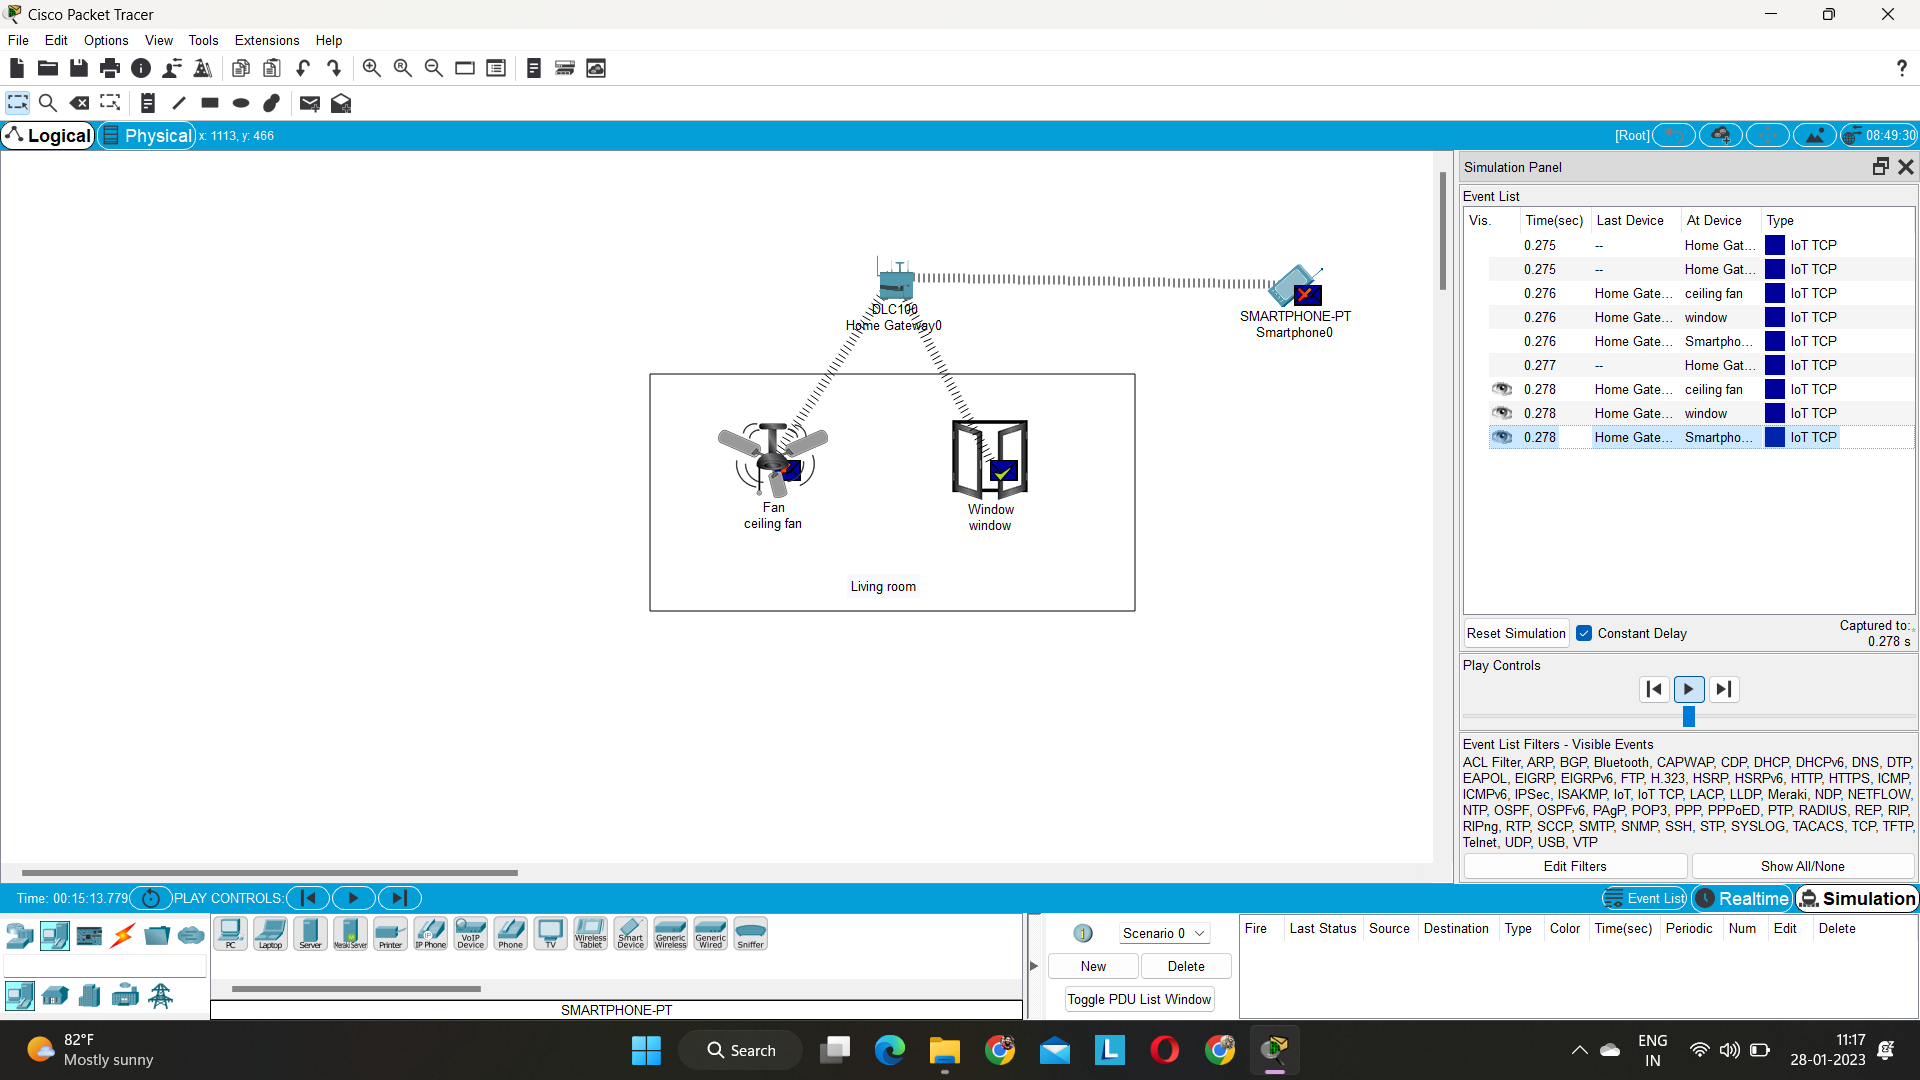 Cisco Packet Tracer
File Edit Options View Tools Extensions Help
?
Logical Physical x: 1113, y: 466 [Root] 08:49:30
DLC100
Home Gateway0
SMARTPHONE-PT
Smartphone0
Fan
ceiling fan
Window
window
Living room
Simulation Panel
Event List
Vis. Time(sec) Last Device At Device Type
0.275 -- Home Gat... IoT TCP
0.275 -- Home Gat... IoT TCP
0.276 Home Gate... ceiling fan IoT TCP
0.276 Home Gate... window IoT TCP
0.276 Home Gate... Smartpho... IoT TCP
0.277 -- Home Gat... IoT TCP
0.278 Home Gate... ceiling fan IoT TCP
0.278 Home Gate... window IoT TCP
0.278 Home Gate... Smartpho... IoT TCP
Reset Simulation Constant Delay Captured to:
0.278 s
Play Controls
Event List Filters - Visible Events
ACL Filter, ARP, BGP, Bluetooth, CAPWAP, CDP, DHCP, DHCPv6, DNS, DTP,
EAPOL, EIGRP, EIGRPv6, FTP, H.323, HSRP, HSRPv6, HTTP, HTTPS, ICMP,
ICMPv6, IPSec, ISAKMP, IoT, IoT TCP, LACP, LLDP, Meraki, NDP, NETFLOW,
NTP, OSPF, OSPFv6, PAgP, POP3, PPP, PPPoED, PTP, RADIUS, REP, RIP,
RIPng, RTP, SCCP, SMTP, SNMP, SSH, STP, SYSLOG, TACACS, TCP, TFTP,
Telnet, UDP, USB, VTP
Edit Filters Show All/None
Time: 00:15:13.779 PLAY CONTROLS: Event List Realtime Simulation
PC Laptop Server Meraki Server Printer IP Phone VoIP Device Phone TV Wireless Tablet Smart Device Generic Wireless Generic Wired Sniffer
SMARTPHONE-PT
Scenario 0
New Delete
Toggle PDU List Window
Fire Last Status Source Destination Type Color Time(sec) Periodic Num Edit Delete
82°F
Mostly sunny
Search
ENG
IN
11:17
28-01-2023